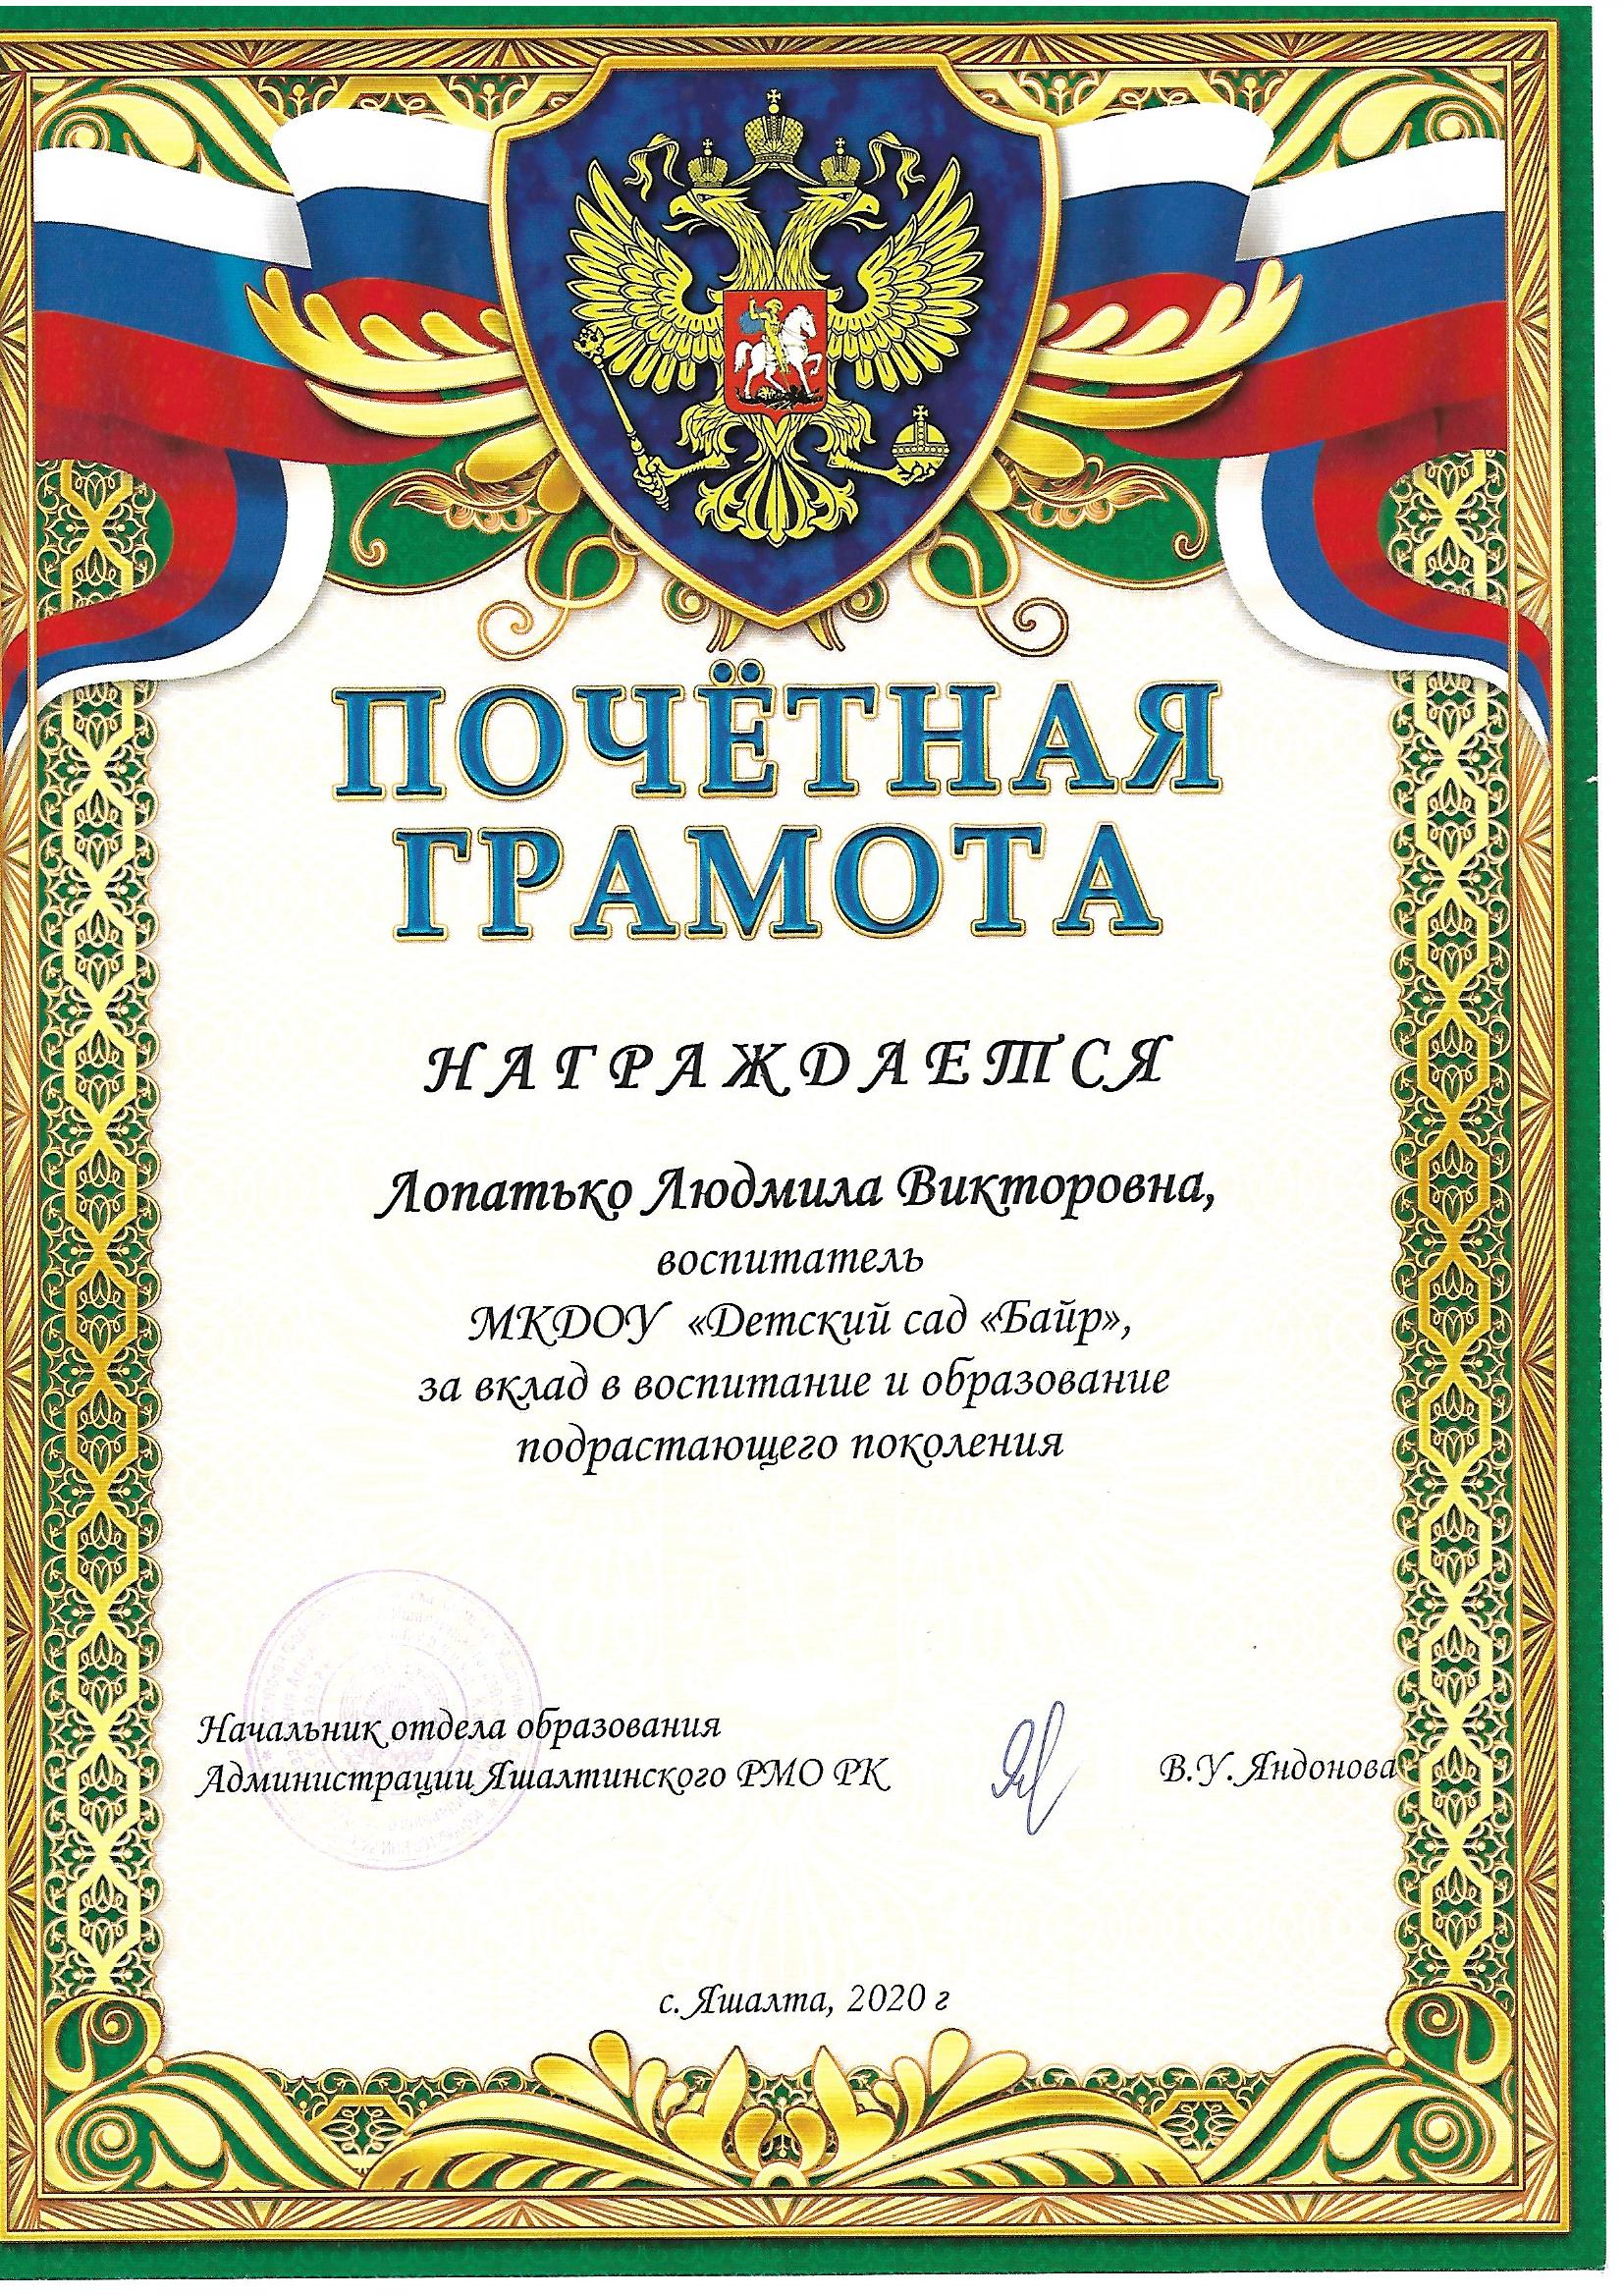 ПОЧЁТНАЯ
ГРАМОТА
НАГРАЖДАЕТСЯ
Лопатько Людмила Викторовна,
воспитатель
МКДОУ «Детский сад «Байр»,
за вклад в воспитание и образование
подрастающего поколения
Начальник отдела образования
Администрации Яшалтинского РМО РК
В.У. Яндонова
с. Яшалта, 2020 г